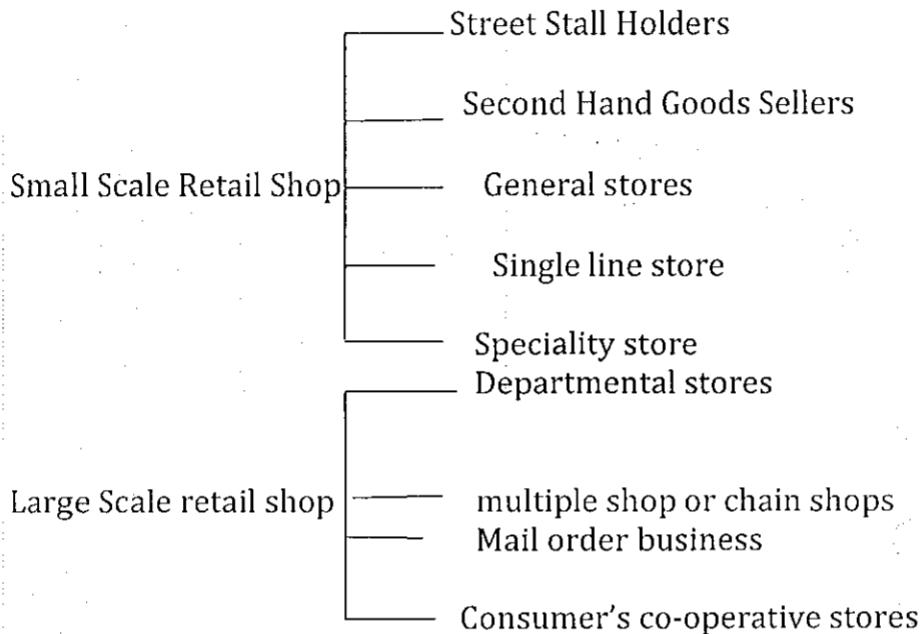 Street Stall Holders
Second Hand Goods Sellers
Small Scale Retail Shop
General stores
Single line store
Speciality store
Departmental stores
Large Scale retail shop
multiple shop or chain shops
Mail order business
Consumer's co-operative stores